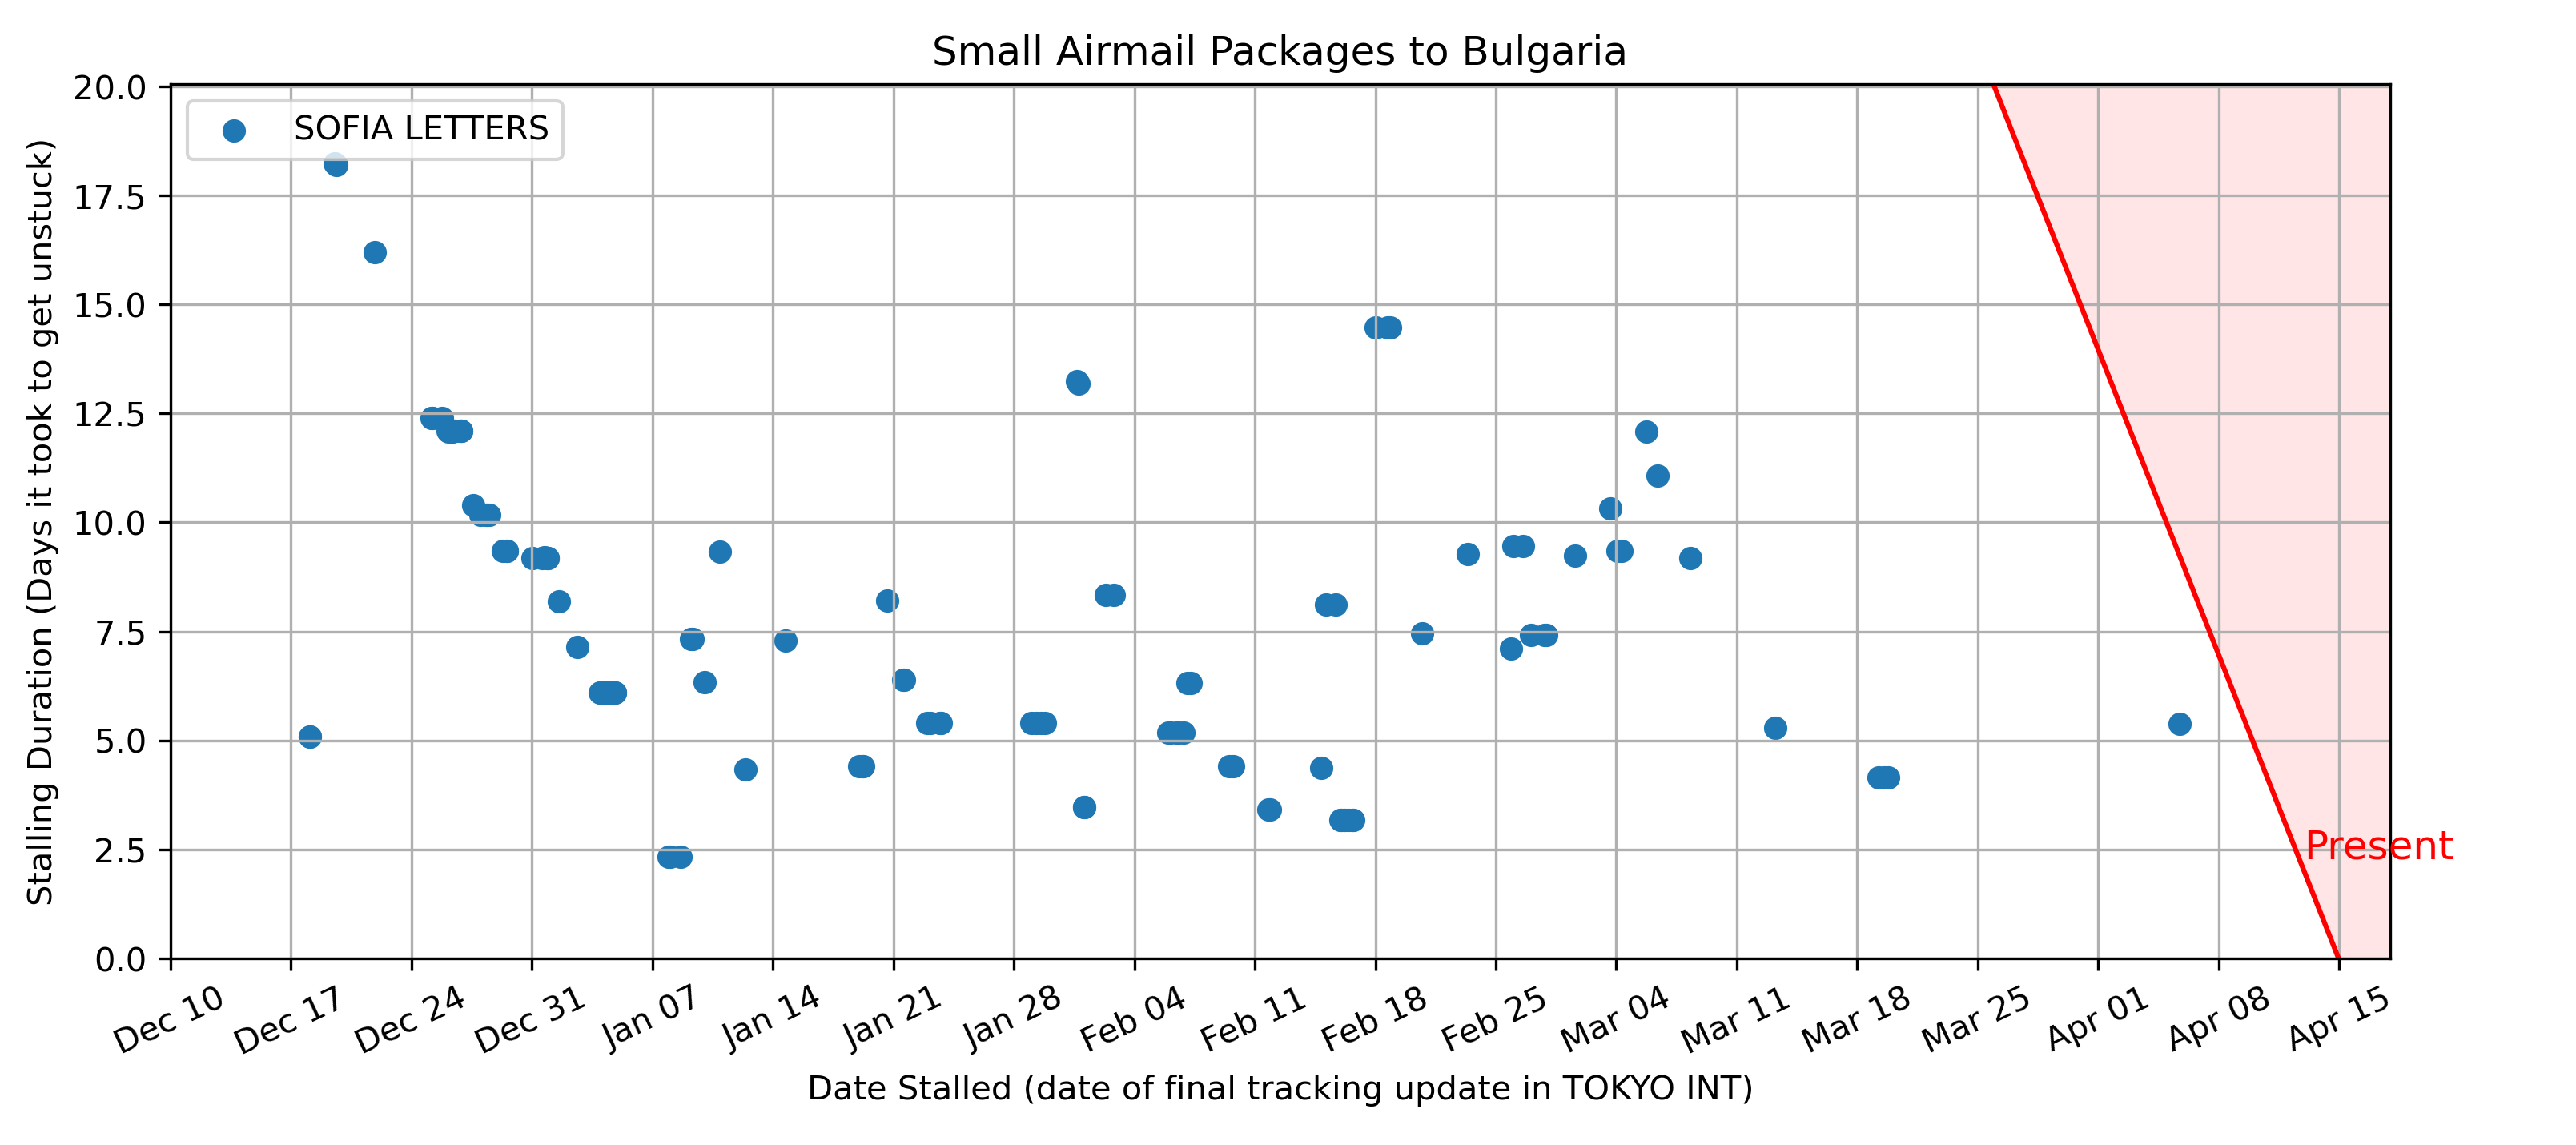 Small Airmail Packages to Bulgaria
SOFIA LETTERS
Stalling Duration (Days it took to get unstuck)
20.0
17.5
15.0
12.5
10.0
7.5
5.0
2.5
0.0
Present
Dec 10
Dec 17
Dec 24
Dec 31
Jan 07
Jan 14
Jan 21
Jan 28
Feb 04
Feb 11
Feb 18
Feb 25
Mar 04
Mar 11
Mar 18
Mar 25
Apr 01
Apr 08
Apr 15
Date Stalled (date of final tracking update in TOKYO INT)